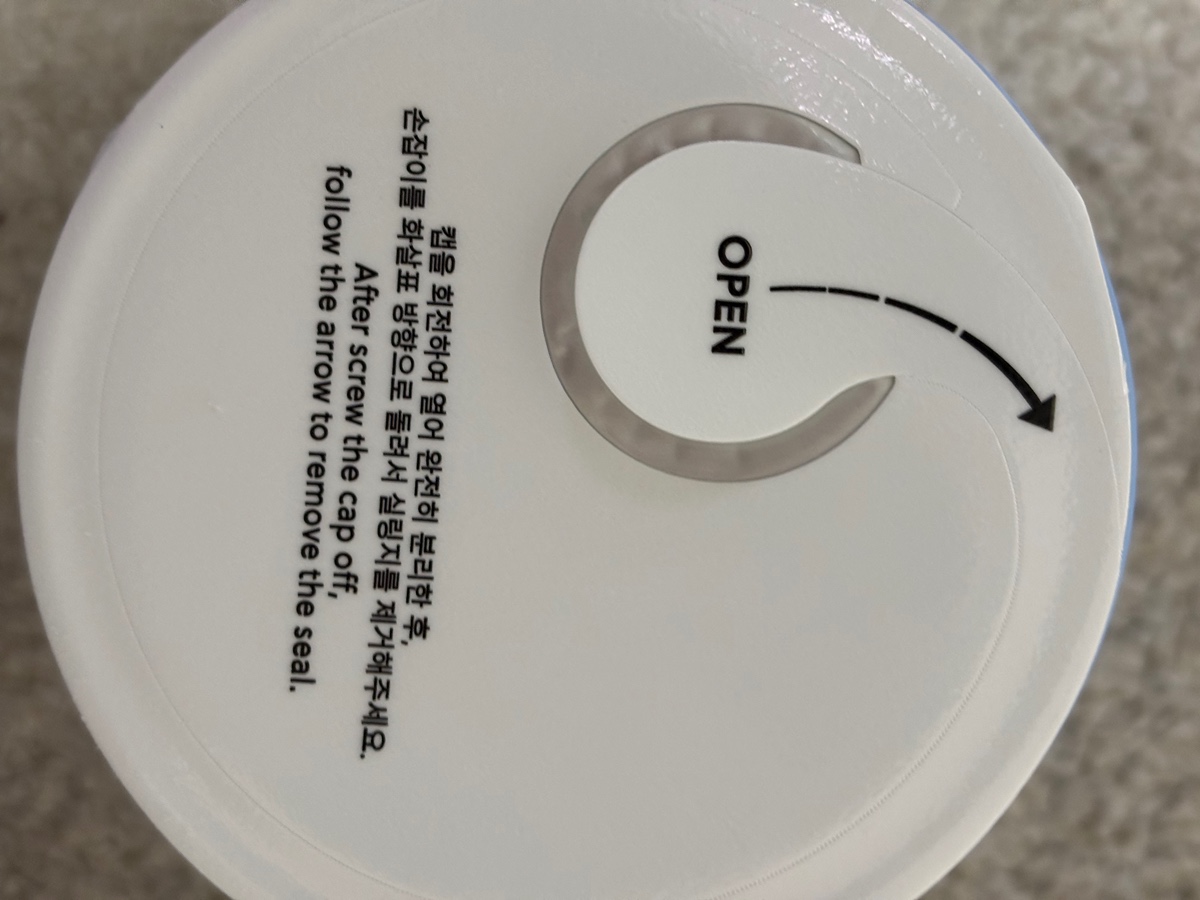 OPEN
캡을 회전하여 열어 완전히 분리한 후,
손잡이를 화살표 방향으로 돌려서 실링지를 제거해주세요.
After screw the cap off,
follow the arrow to remove the seal.